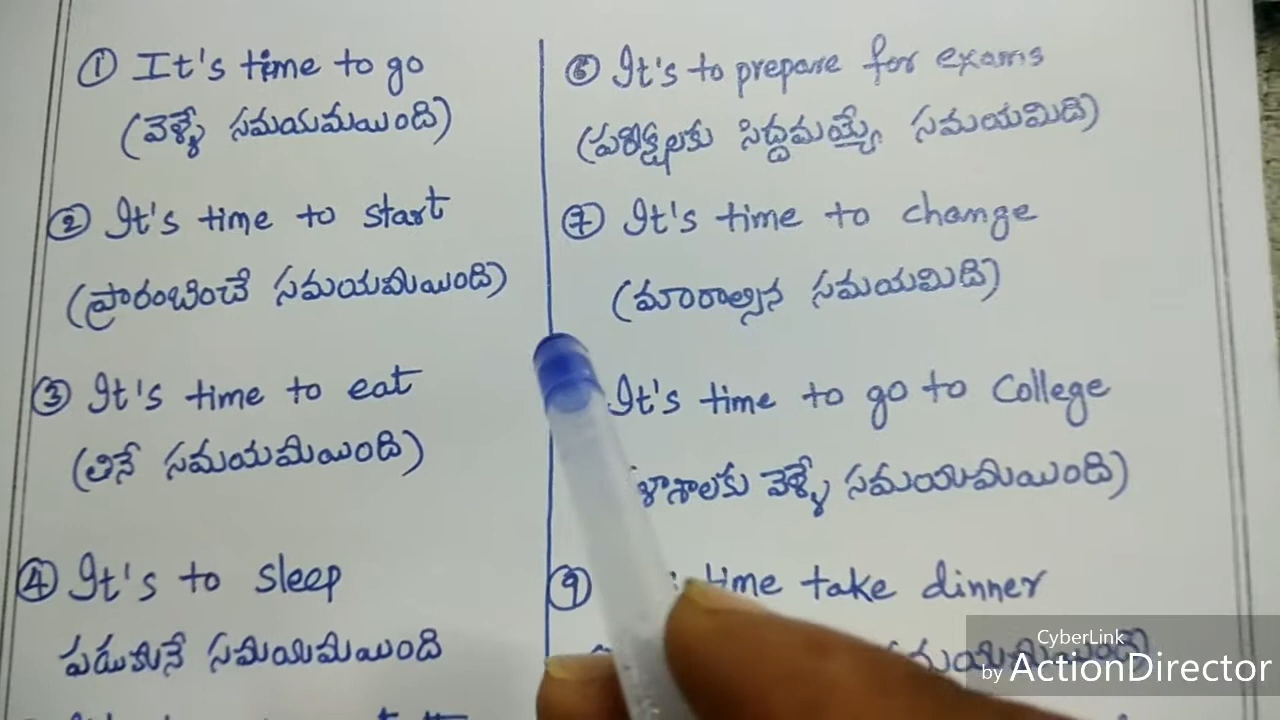 ① It's time to go
(వెళ్ళే సమయమయింది)
② It's time to start
(ప్రారంభించే సమయమయింది)
③ It's time to eat
(తినే సమయమయింది)
④ It's to sleep
పడుకునే సమయమయింది
⑥ It's to prepare for exams
(పరీక్షలకు సిద్దమయ్యే సమయమిది)
⑦ It's time to change
(మారాల్సిన సమయమిది)
It's time to go to College
వెళ్ళే సమయమయింది)
⑨ time take dinner
CyberLink
by ActionDirector